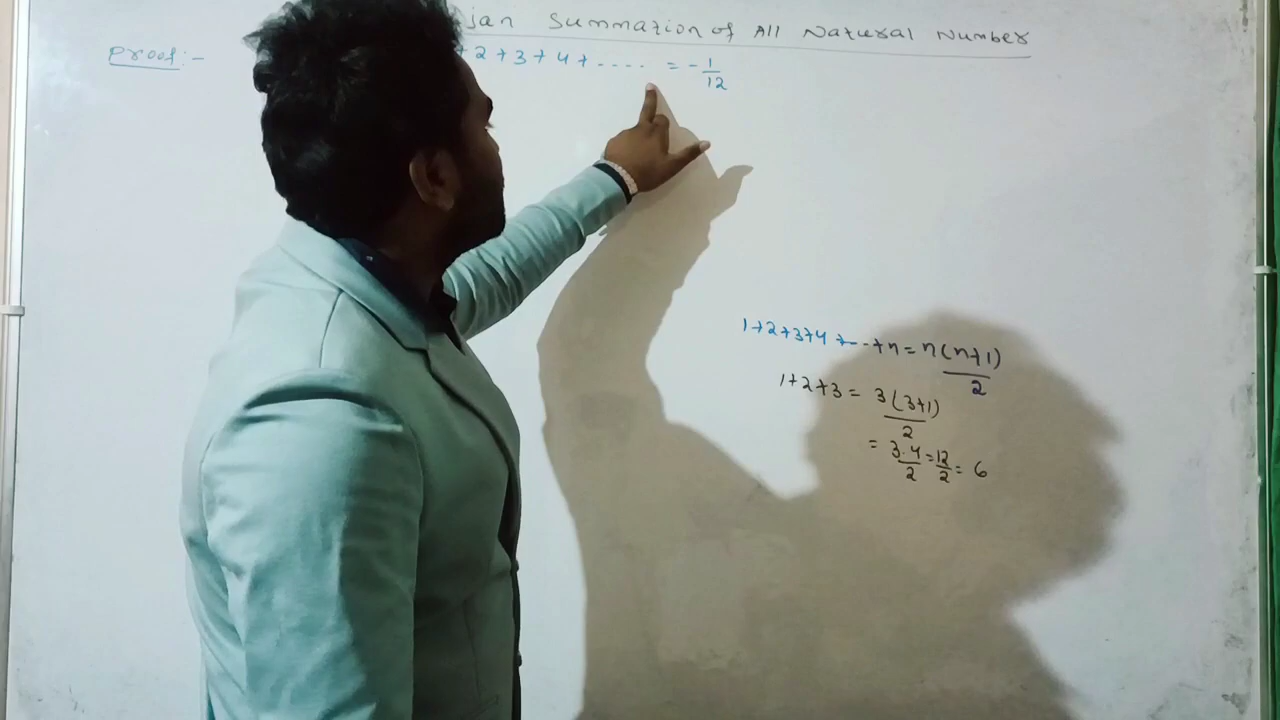 jan Summation of All Natural Number
Proof:-
+ 2 + 3 + 4 + ---- = - 1/12
1+2+3+4 +--- +n = n(n+1)/2
1+2+3 = 3(3+1)/2
= 3.4/2 = 12/2 = 6